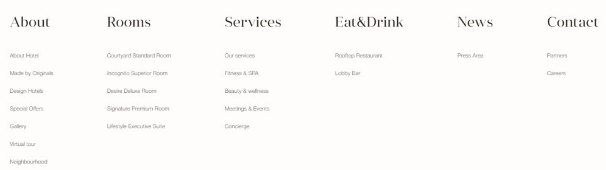 About
About Hotel
Made by Originals
Design Hotels
Special Offers
Gallery
Virtual tour
Neighbourhood
Rooms
Courtyard Standard Room
Incognito Superior Room
Desire Deluxe Room
Signature Premium Room
Lifestyle Executive Suite
Services
Our services
Fitness & SPA
Beauty & wellness
Meetings & Events
Concierge
Eat&Drink
Rooftop Restaurant
Lobby Bar
News
Press Area
Contact
Partners
Careers